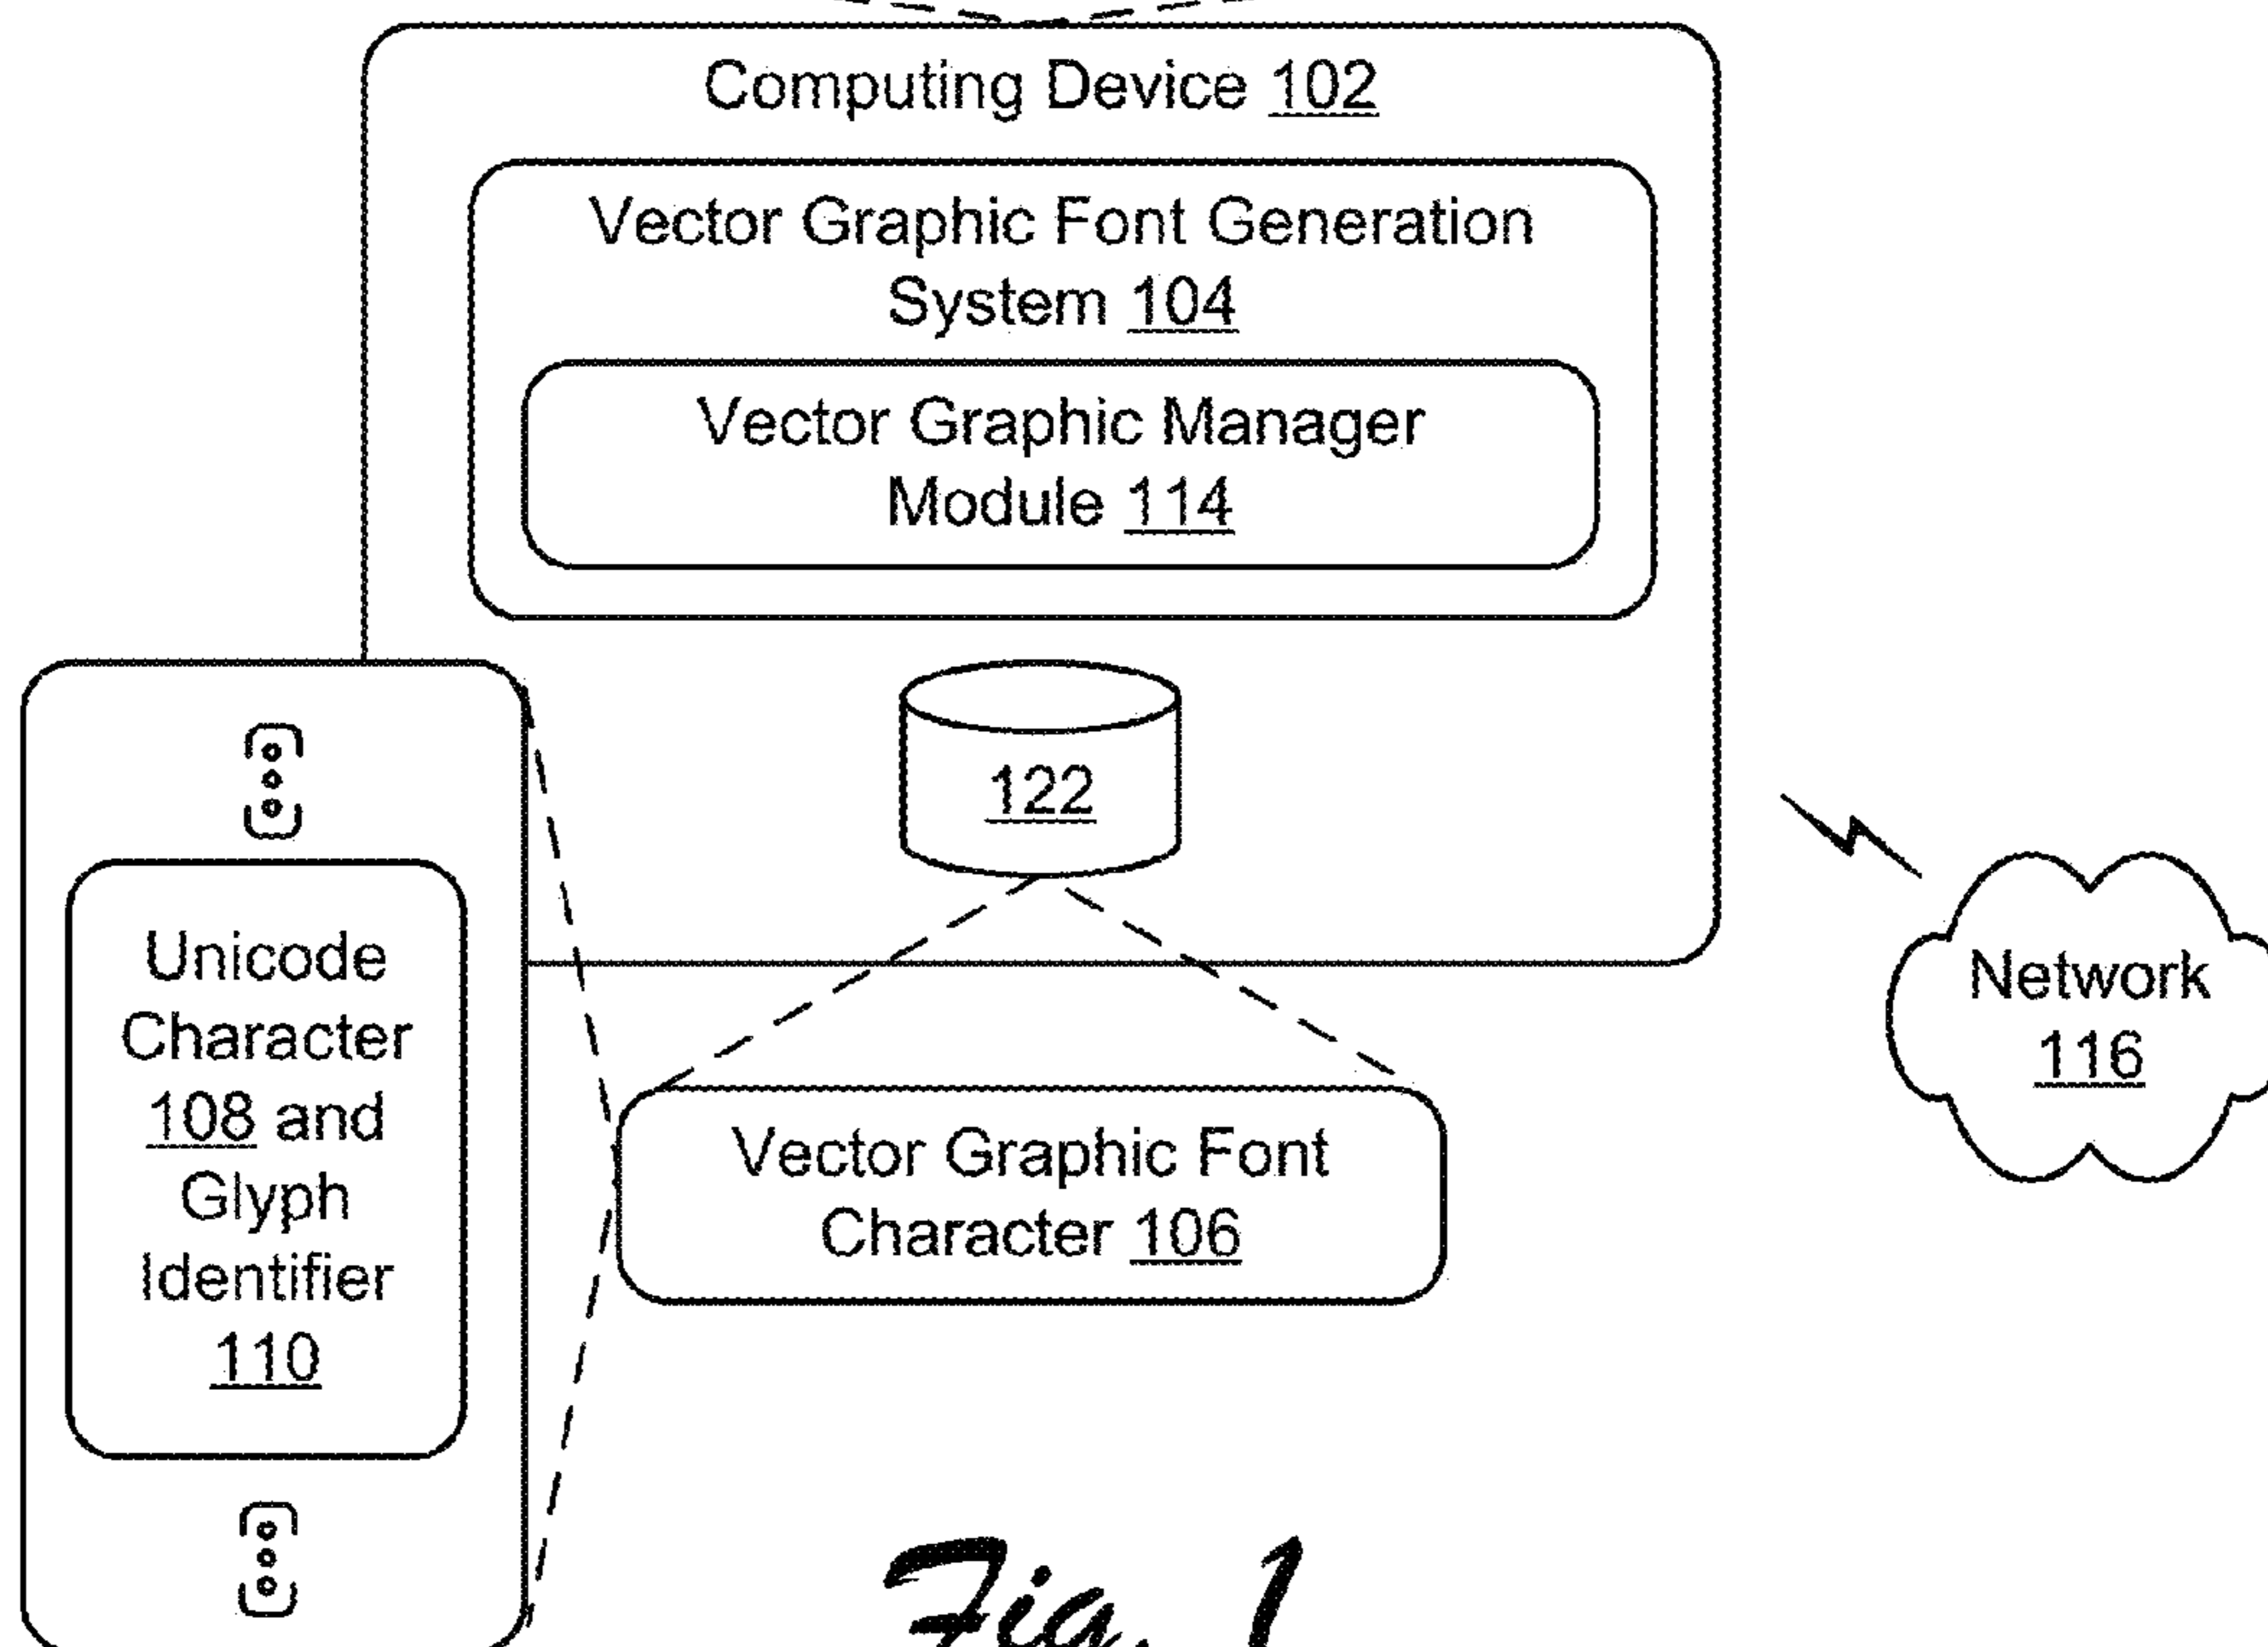 Computing Device 102
Vector Graphic Font Generation
System 104
Vector Graphic Manager
Module 114
122
Unicode
Character
108 and
Glyph
Identifier
110
Vector Graphic Font
Character 106
Network
116
Fig. 1